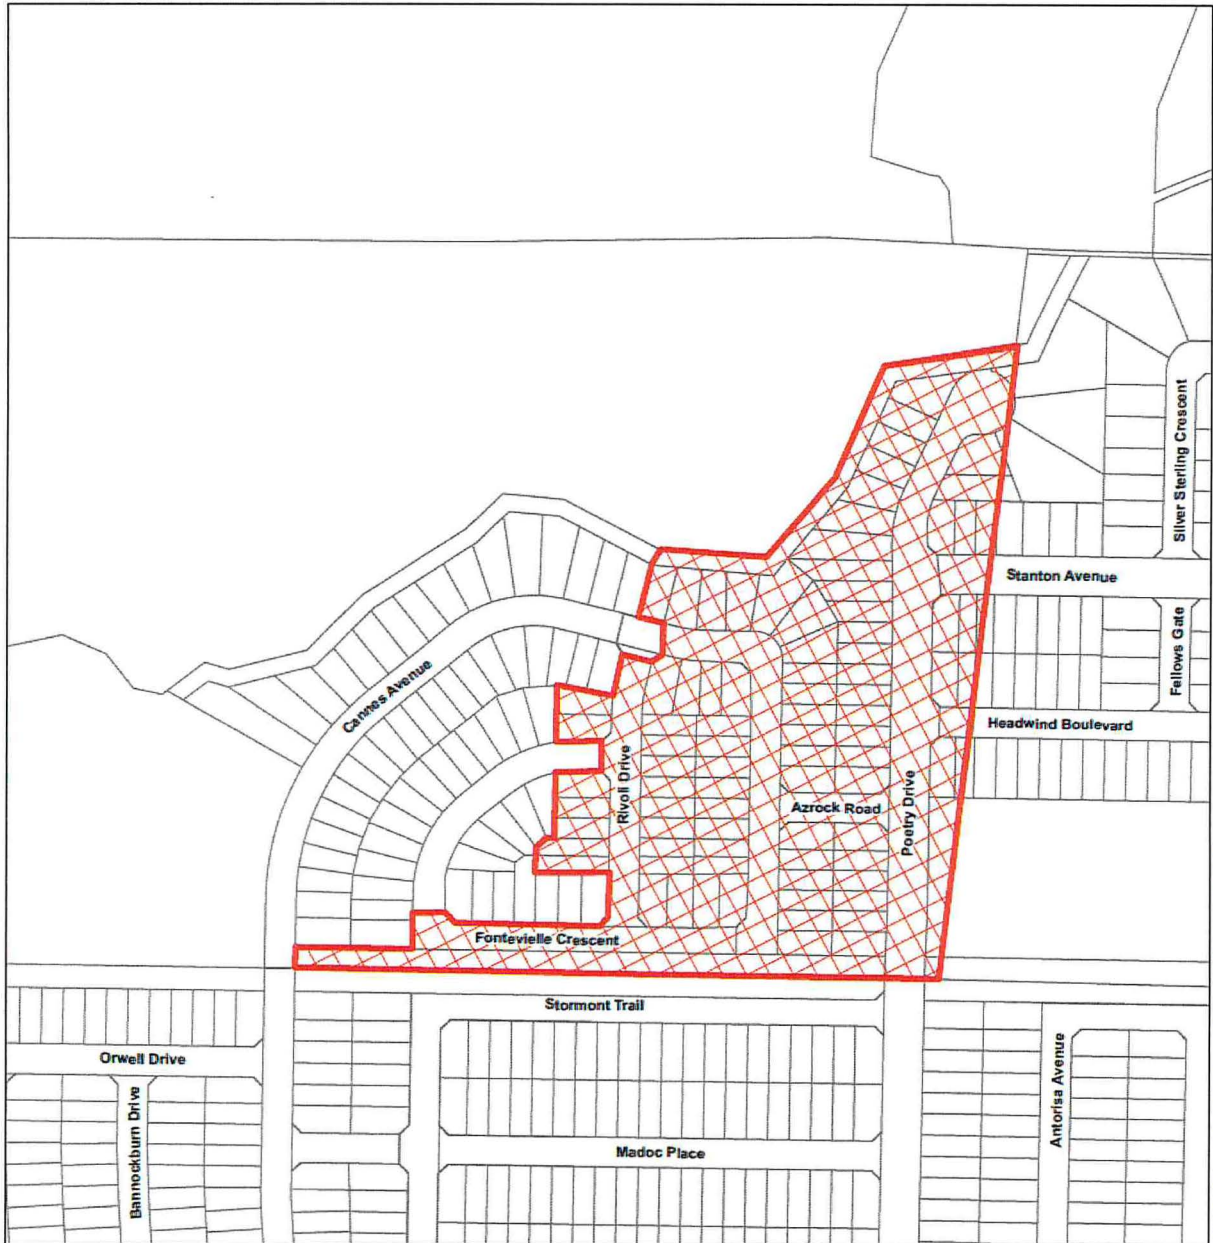 Silver Sterling Crescent
Stanton Avenue
Fellows Gate
Cannes Avenue
Headwind Boulevard
Rivoli Drive
Azrock Road
Poetry Drive
Fontevielle Crescent
Stormont Trail
Orwell Drive
Antorisa Avenue
Bannockburn Drive
Madoc Place